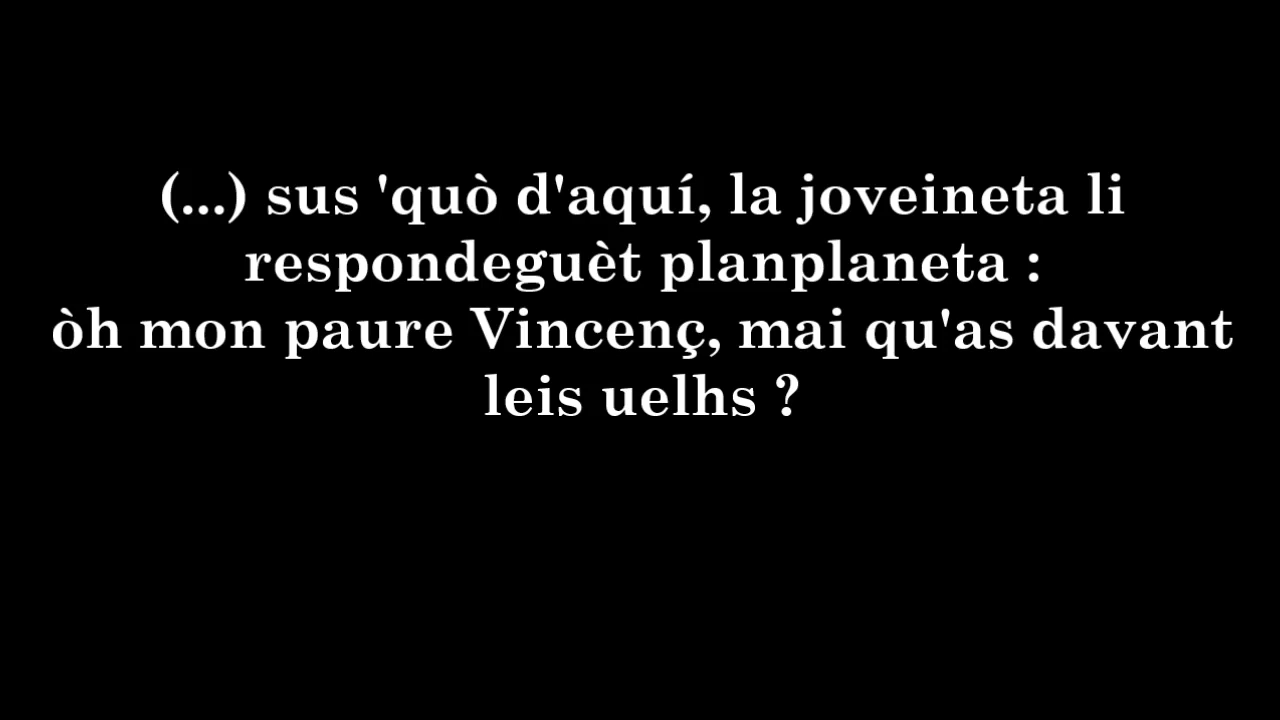 (...) sus 'quò d'aquí, la joveineta li
respondeguèt planplaneta :
òh mon paure Vincenç, mai qu'as davant
leis uelhs ?